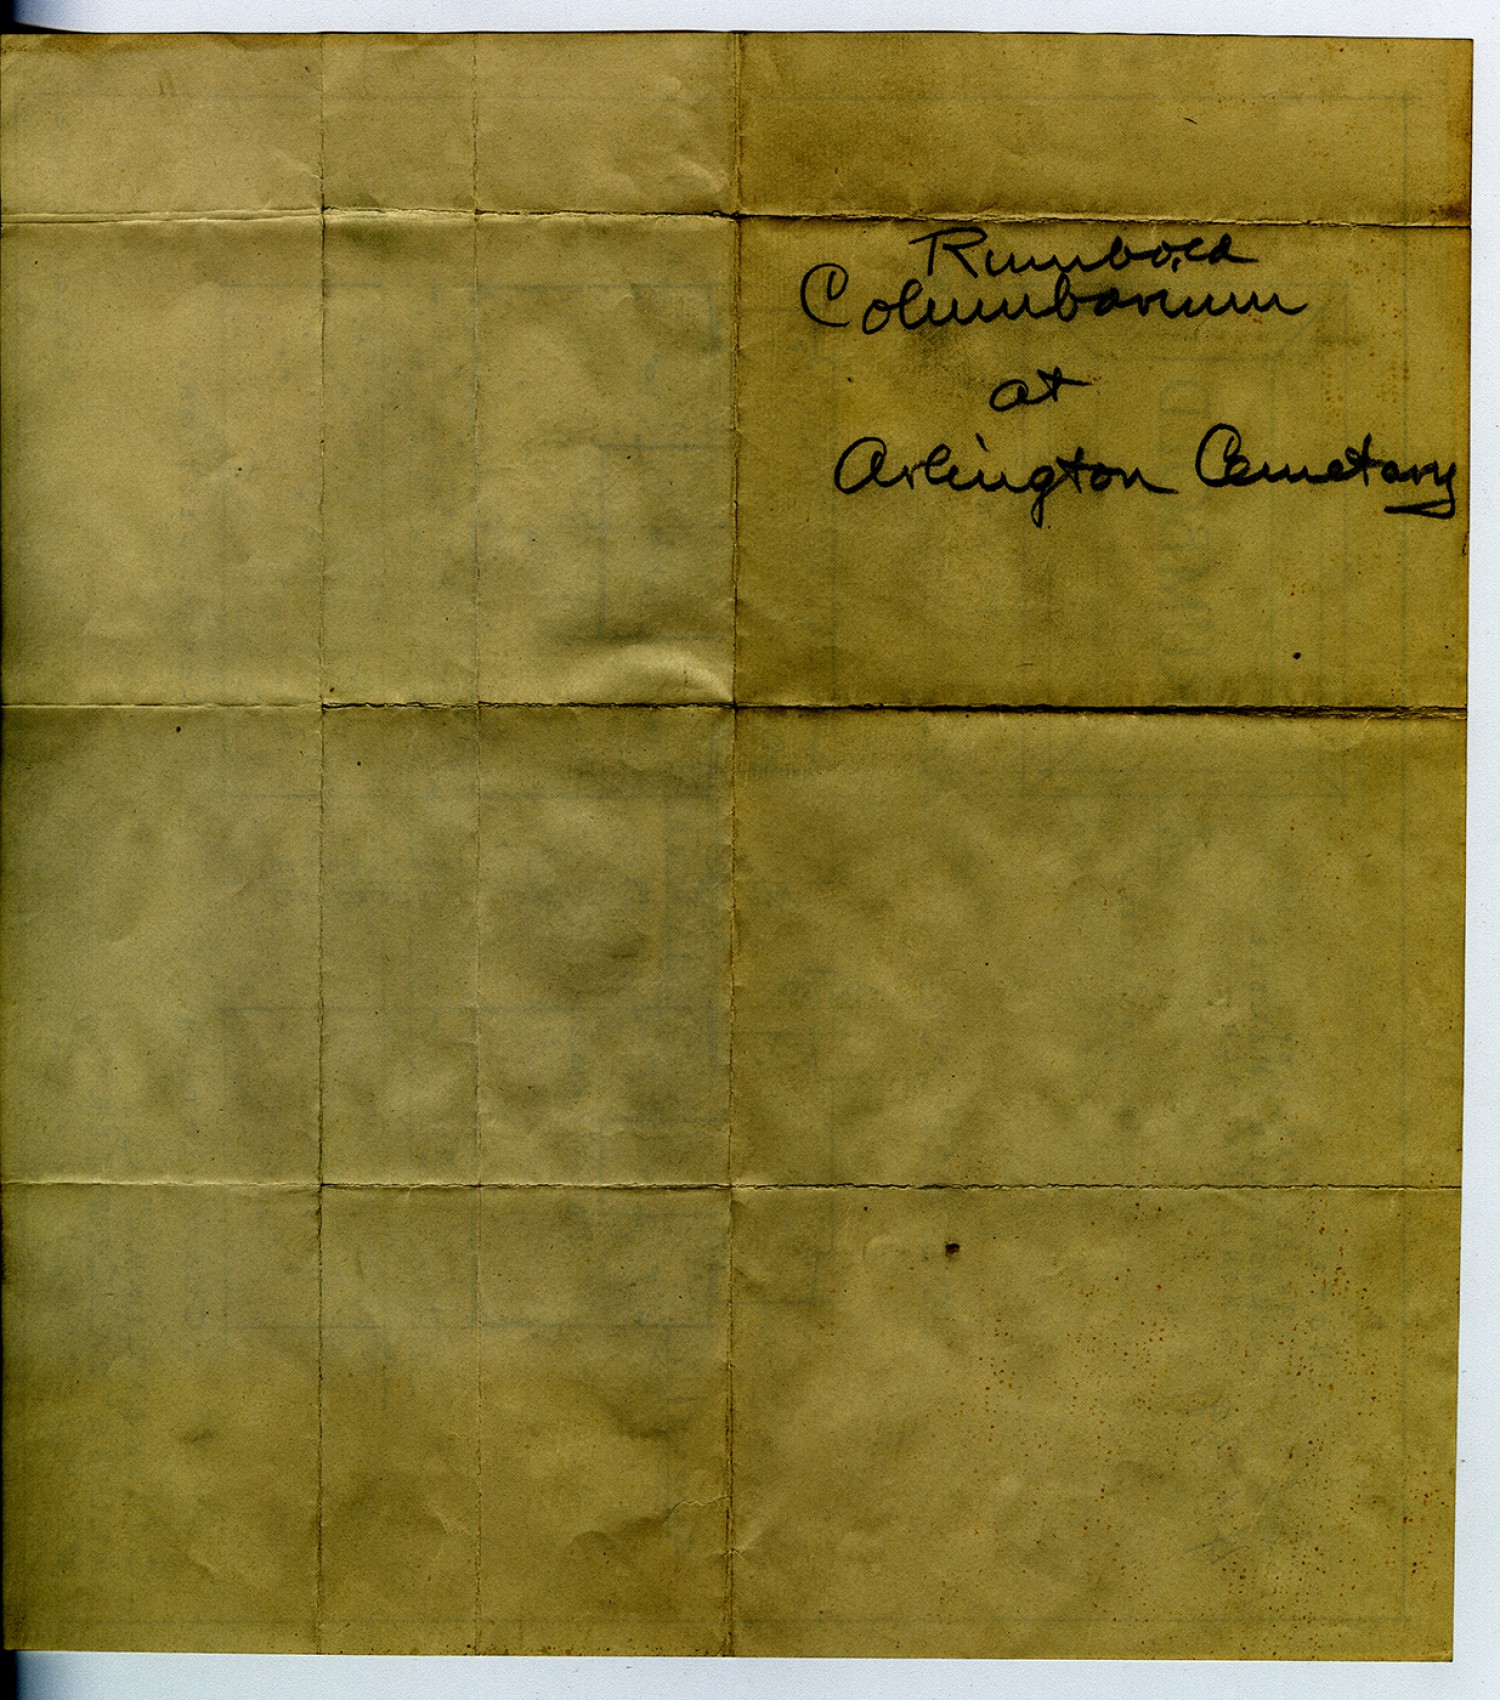 Rumbold
Columbarium
at
Arlington Cemetary